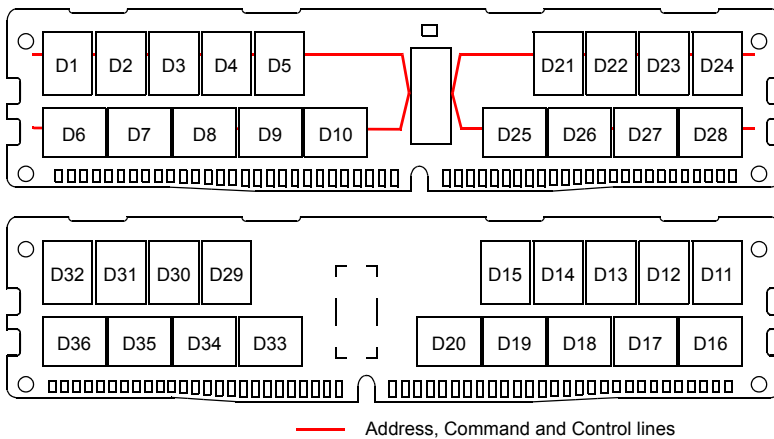 D1 D2 D3 D4 D5 D21 D22 D23 D24
D6 D7 D8 D9 D10 D25 D26 D27 D28
D32 D31 D30 D29 D15 D14 D13 D12 D11
D36 D35 D34 D33 D20 D19 D18 D17 D16
Address, Command and Control lines